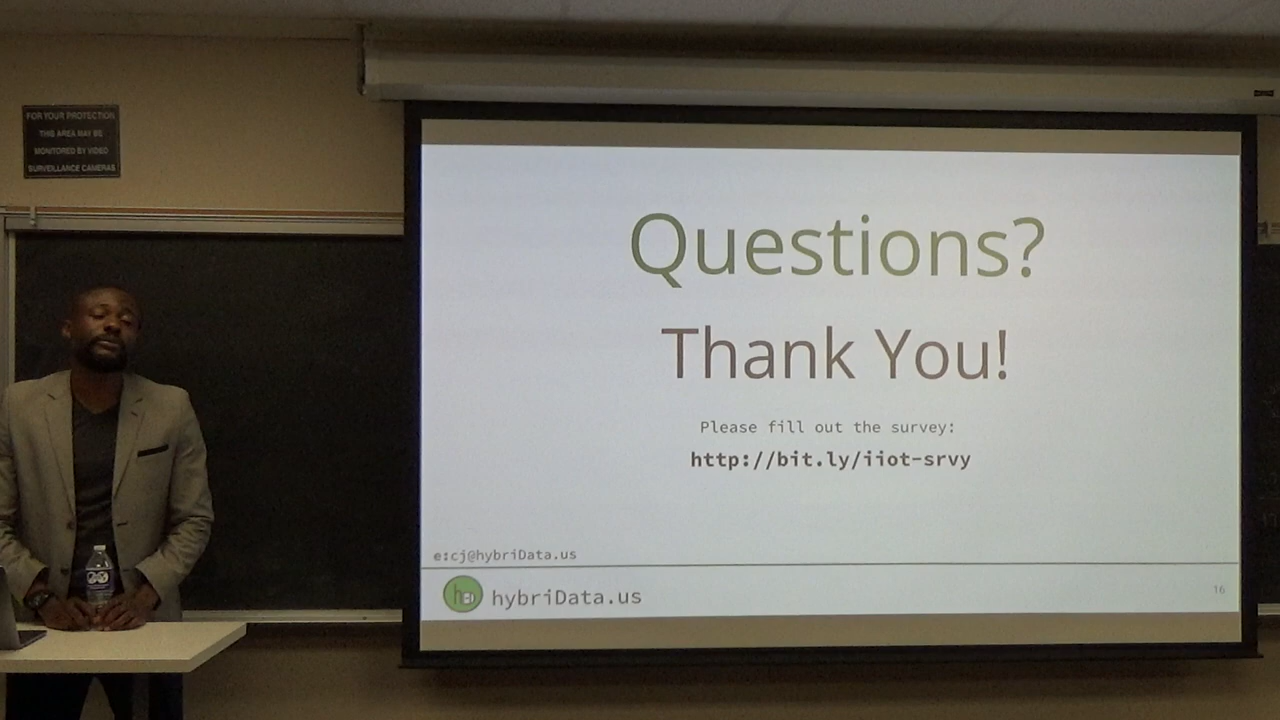 FOR YOUR PROTECTION
THIS AREA MAY BE
MONITORED BY VIDEO
SURVEILLANCE CAMERAS
Questions?
Thank You!
Please fill out the survey:
http://bit.ly/iiot-srvy
e:cj@hybriData.us
hybriData.us
16